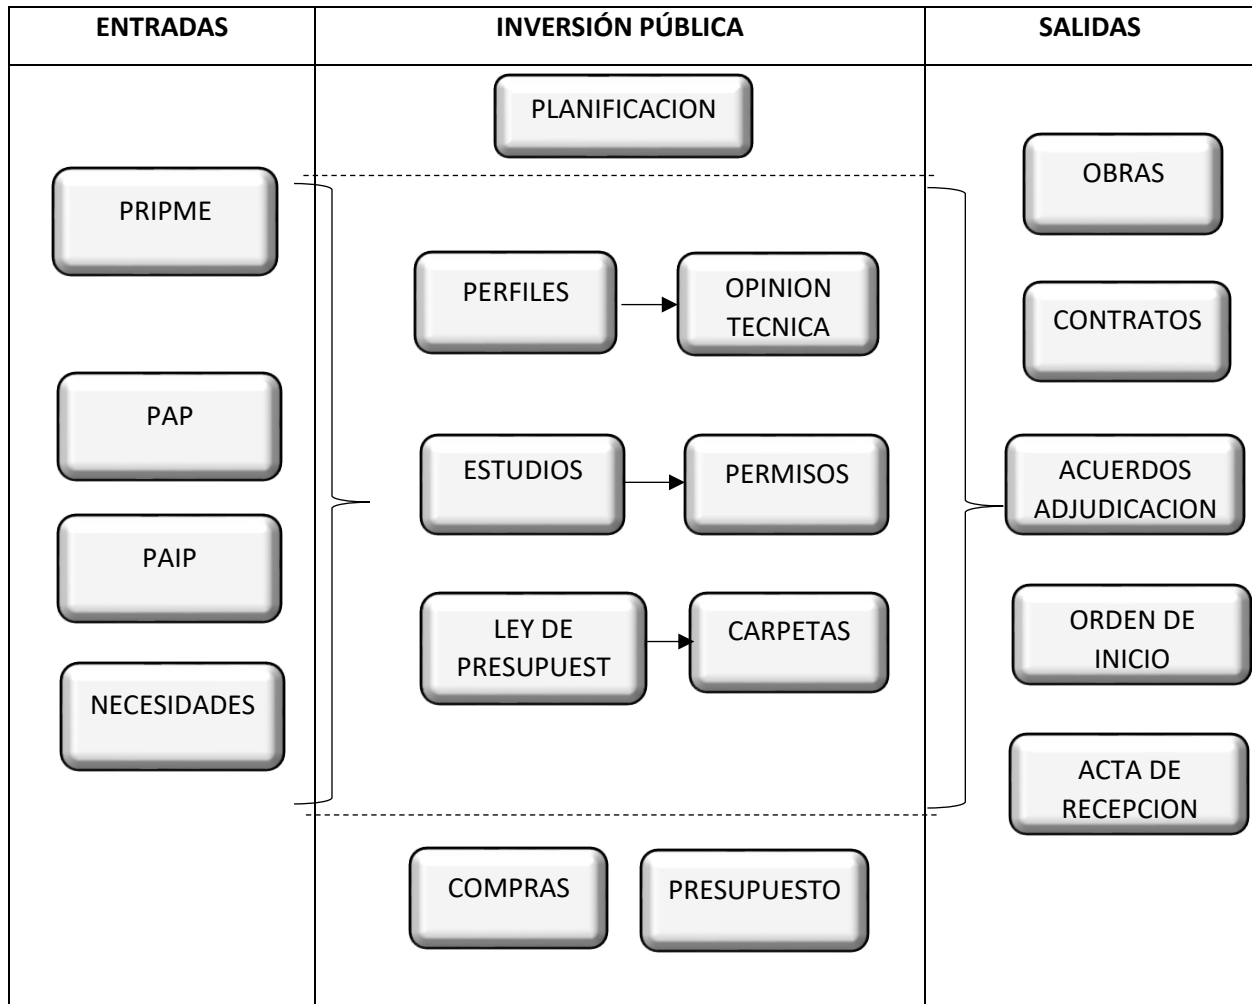 ENTRADAS
INVERSIÓN PÚBLICA
SALIDAS
PRIPME
PAP
PAIP
NECESIDADES
PLANIFICACION
PERFILES
OPINION
TECNICA
ESTUDIOS
PERMISOS
LEY DE
PRESUPUEST
CARPETAS
COMPRAS
PRESUPUESTO
OBRAS
CONTRATOS
ACUERDOS
ADJUDICACION
ORDEN DE
INICIO
ACTA DE
RECEPCION